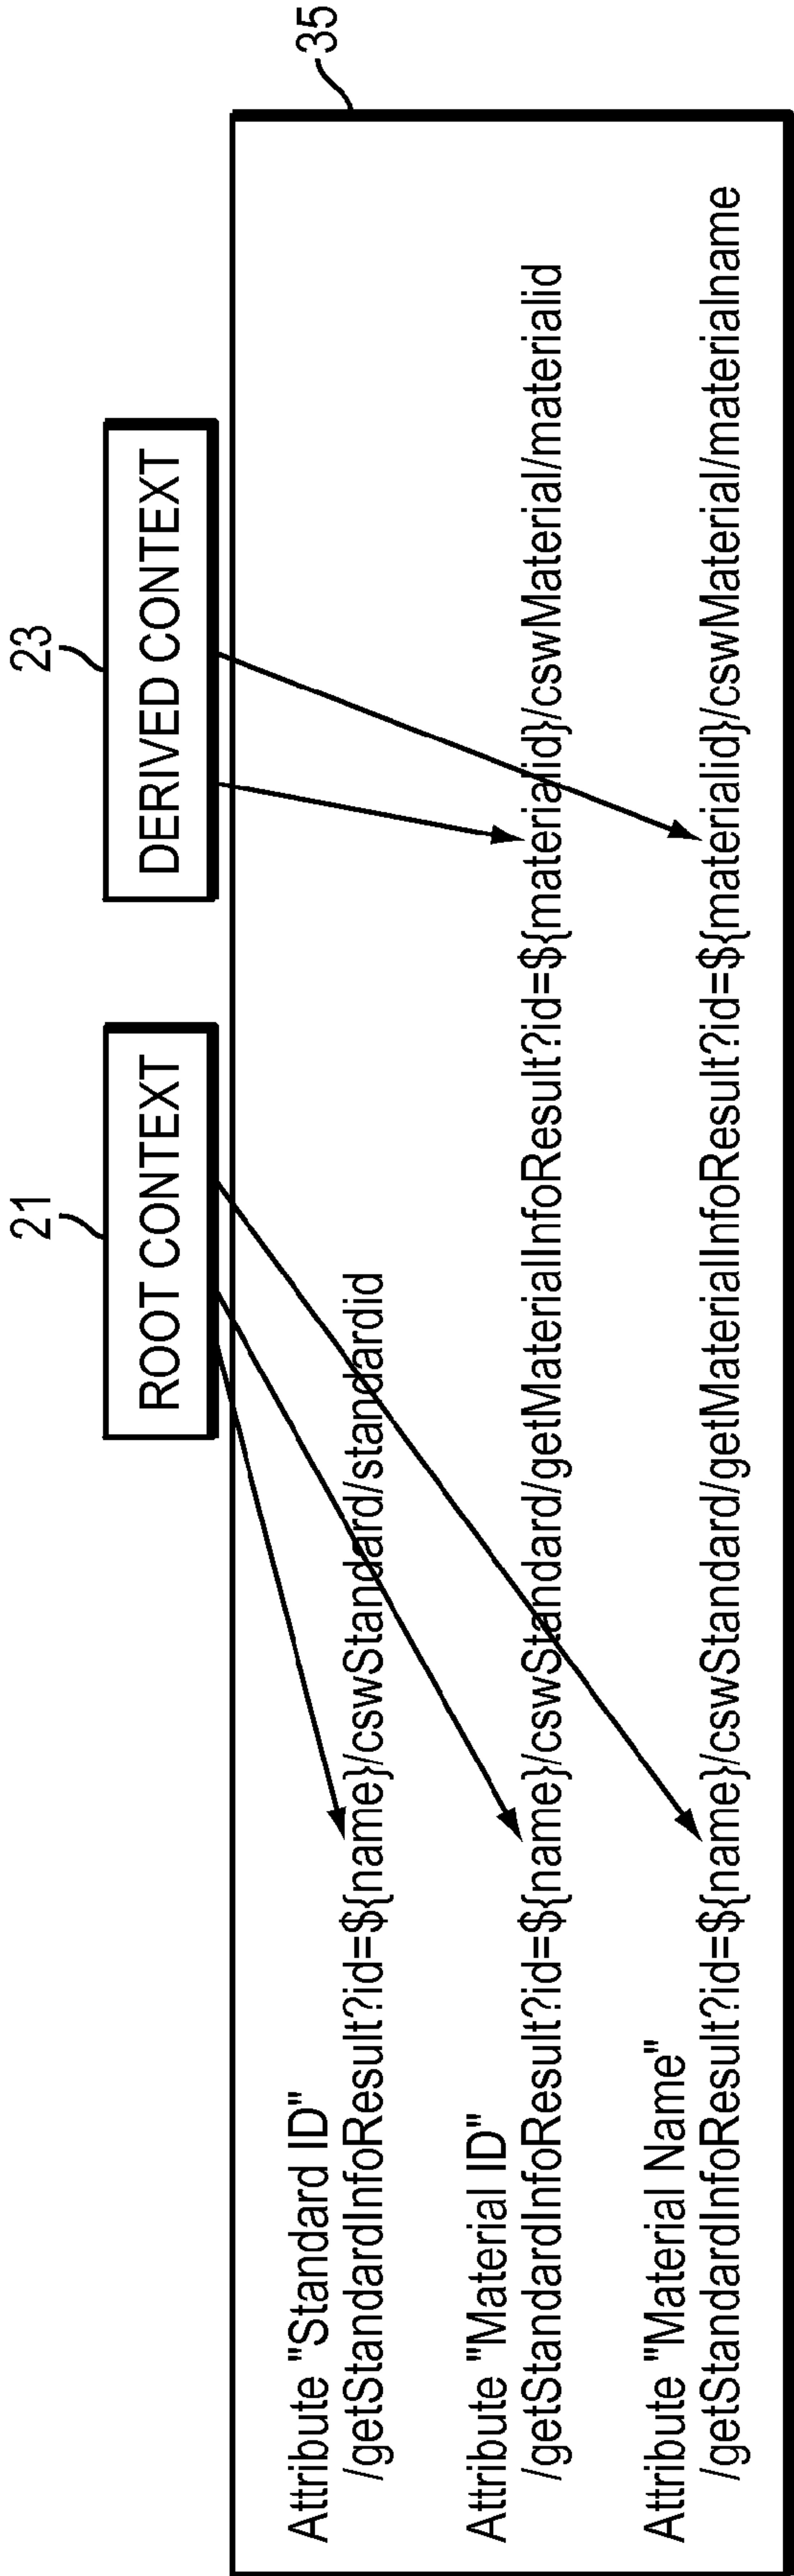 21
23
35
ROOT CONTEXT
DERIVED CONTEXT
Attribute "Standard ID"
/getStandardInfoResult?id=${name}/cswStandard/standardid
Attribute "Material ID"
/getStandardInfoResult?id=${name}/cswStandard/getMaterialInfoResult?id=${materialid}/cswMaterial/materialid
Attribute "Material Name"
/getStandardInfoResult?id=${name}/cswStandard/getMaterialInfoResult?id=${materialid}/cswMaterial/materialname